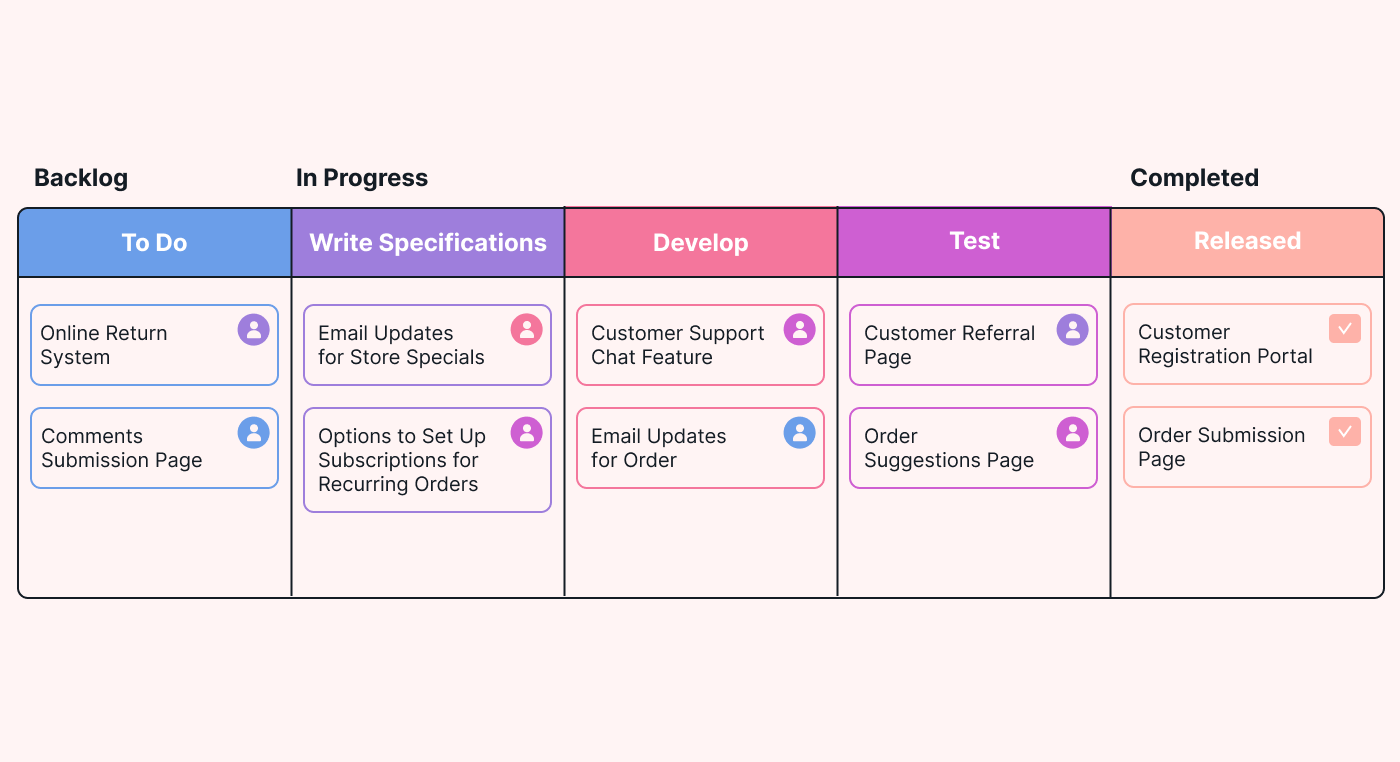 Backlog
In Progress
Completed
To Do
Write Specifications
Develop
Test
Released
Online Return
System
Comments
Submission Page
Email Updates
for Store Specials
Options to Set Up
Subscriptions for
Recurring Orders
Customer Support
Chat Feature
Email Updates
for Order
Customer Referral
Page
Order
Suggestions Page
Customer
Registration Portal
Order Submission
Page